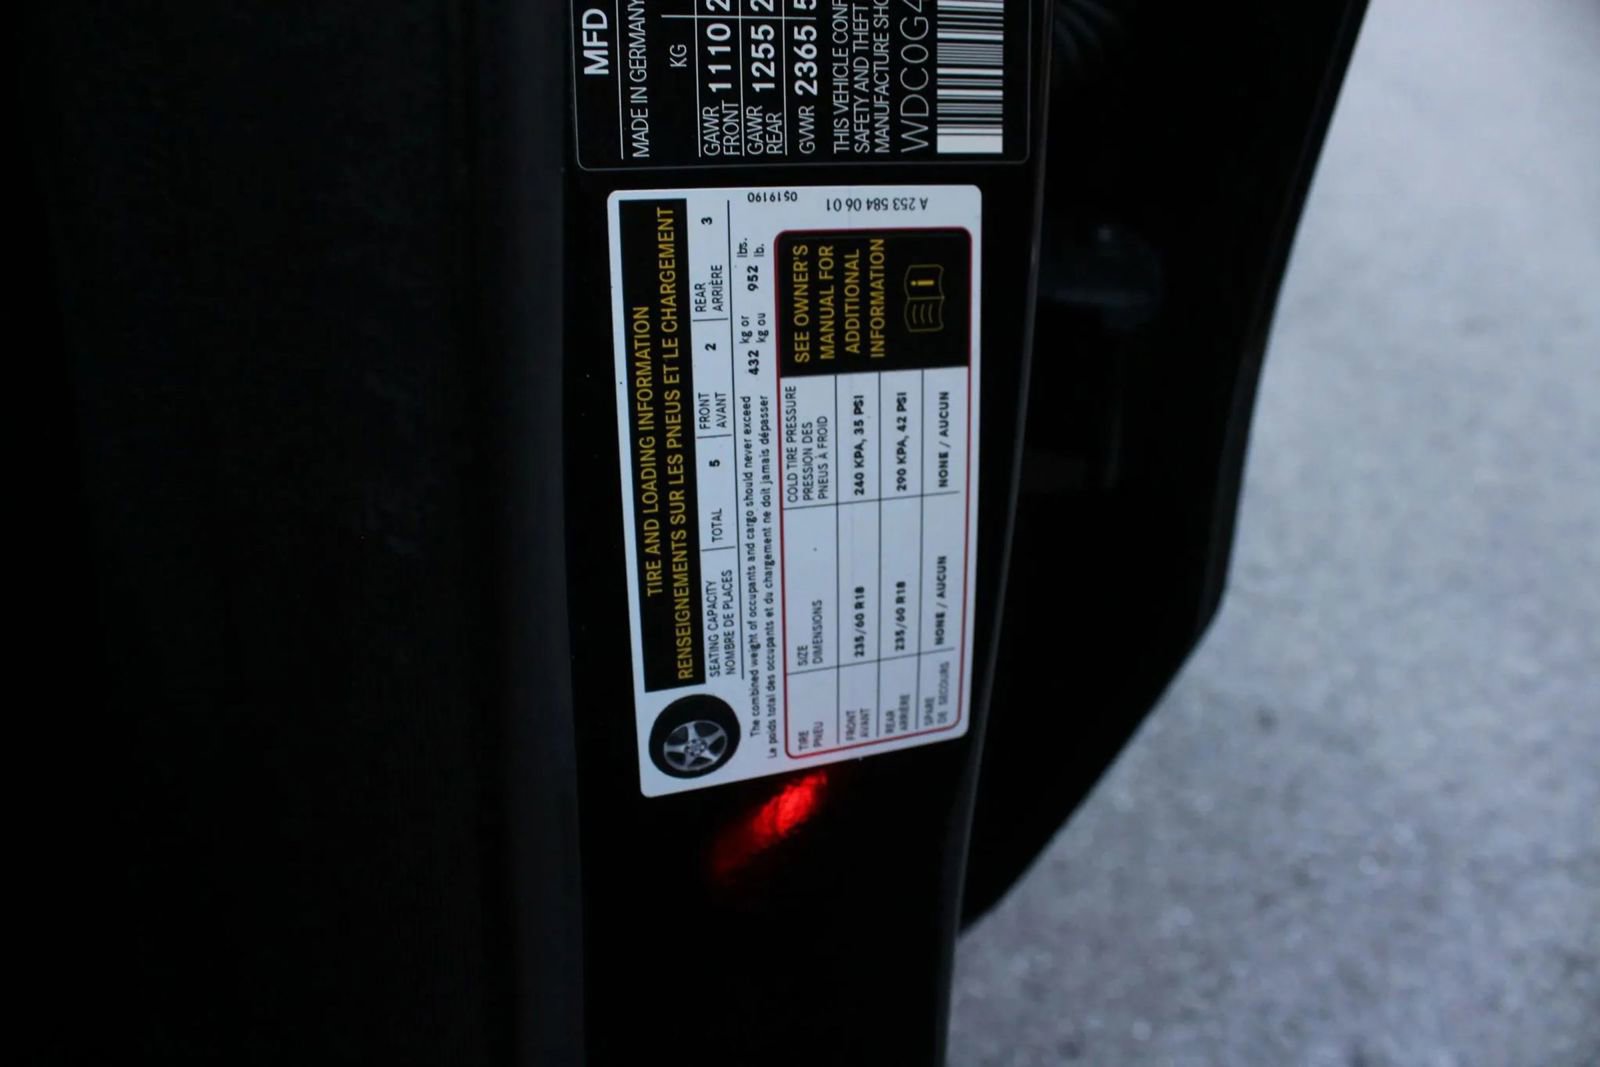 MFD
MADE IN GERMANY
KG
GAWR
FRONT 1110 2
GAWR
REAR 1255 2
GVWR 2365 5
THIS VEHICLE CONF
SAFETY AND THEFT
MANUFACTURE SHO
WDC0G4
TIRE AND LOADING INFORMATION
RENSEIGNEMENTS SUR LES PNEUS ET LE CHARGEMENT
SEATING CAPACITY
NOMBRE DE PLACES
TOTAL 5
FRONT
AVANT
2
REAR
ARRIÈRE
3
The combined weight of occupants and cargo should never exceed 432 kg or 952 lbs.
Le poids total des occupants et du chargement ne doit jamais dépasser kg ou lb.
TIRE
PNEU
SIZE
DIMENSIONS
COLD TIRE PRESSURE
PRESSION DES
PNEUS À FROID
FRONT
AVANT
235/60 R18
240 KPA, 35 PSI
REAR
ARRIÈRE
235/60 R18
290 KPA, 42 PSI
SPARE
DE SECOURS
NONE / AUCUN
NONE / AUCUN
SEE OWNER'S
MANUAL FOR
ADDITIONAL
INFORMATION
A 253 584 06 01